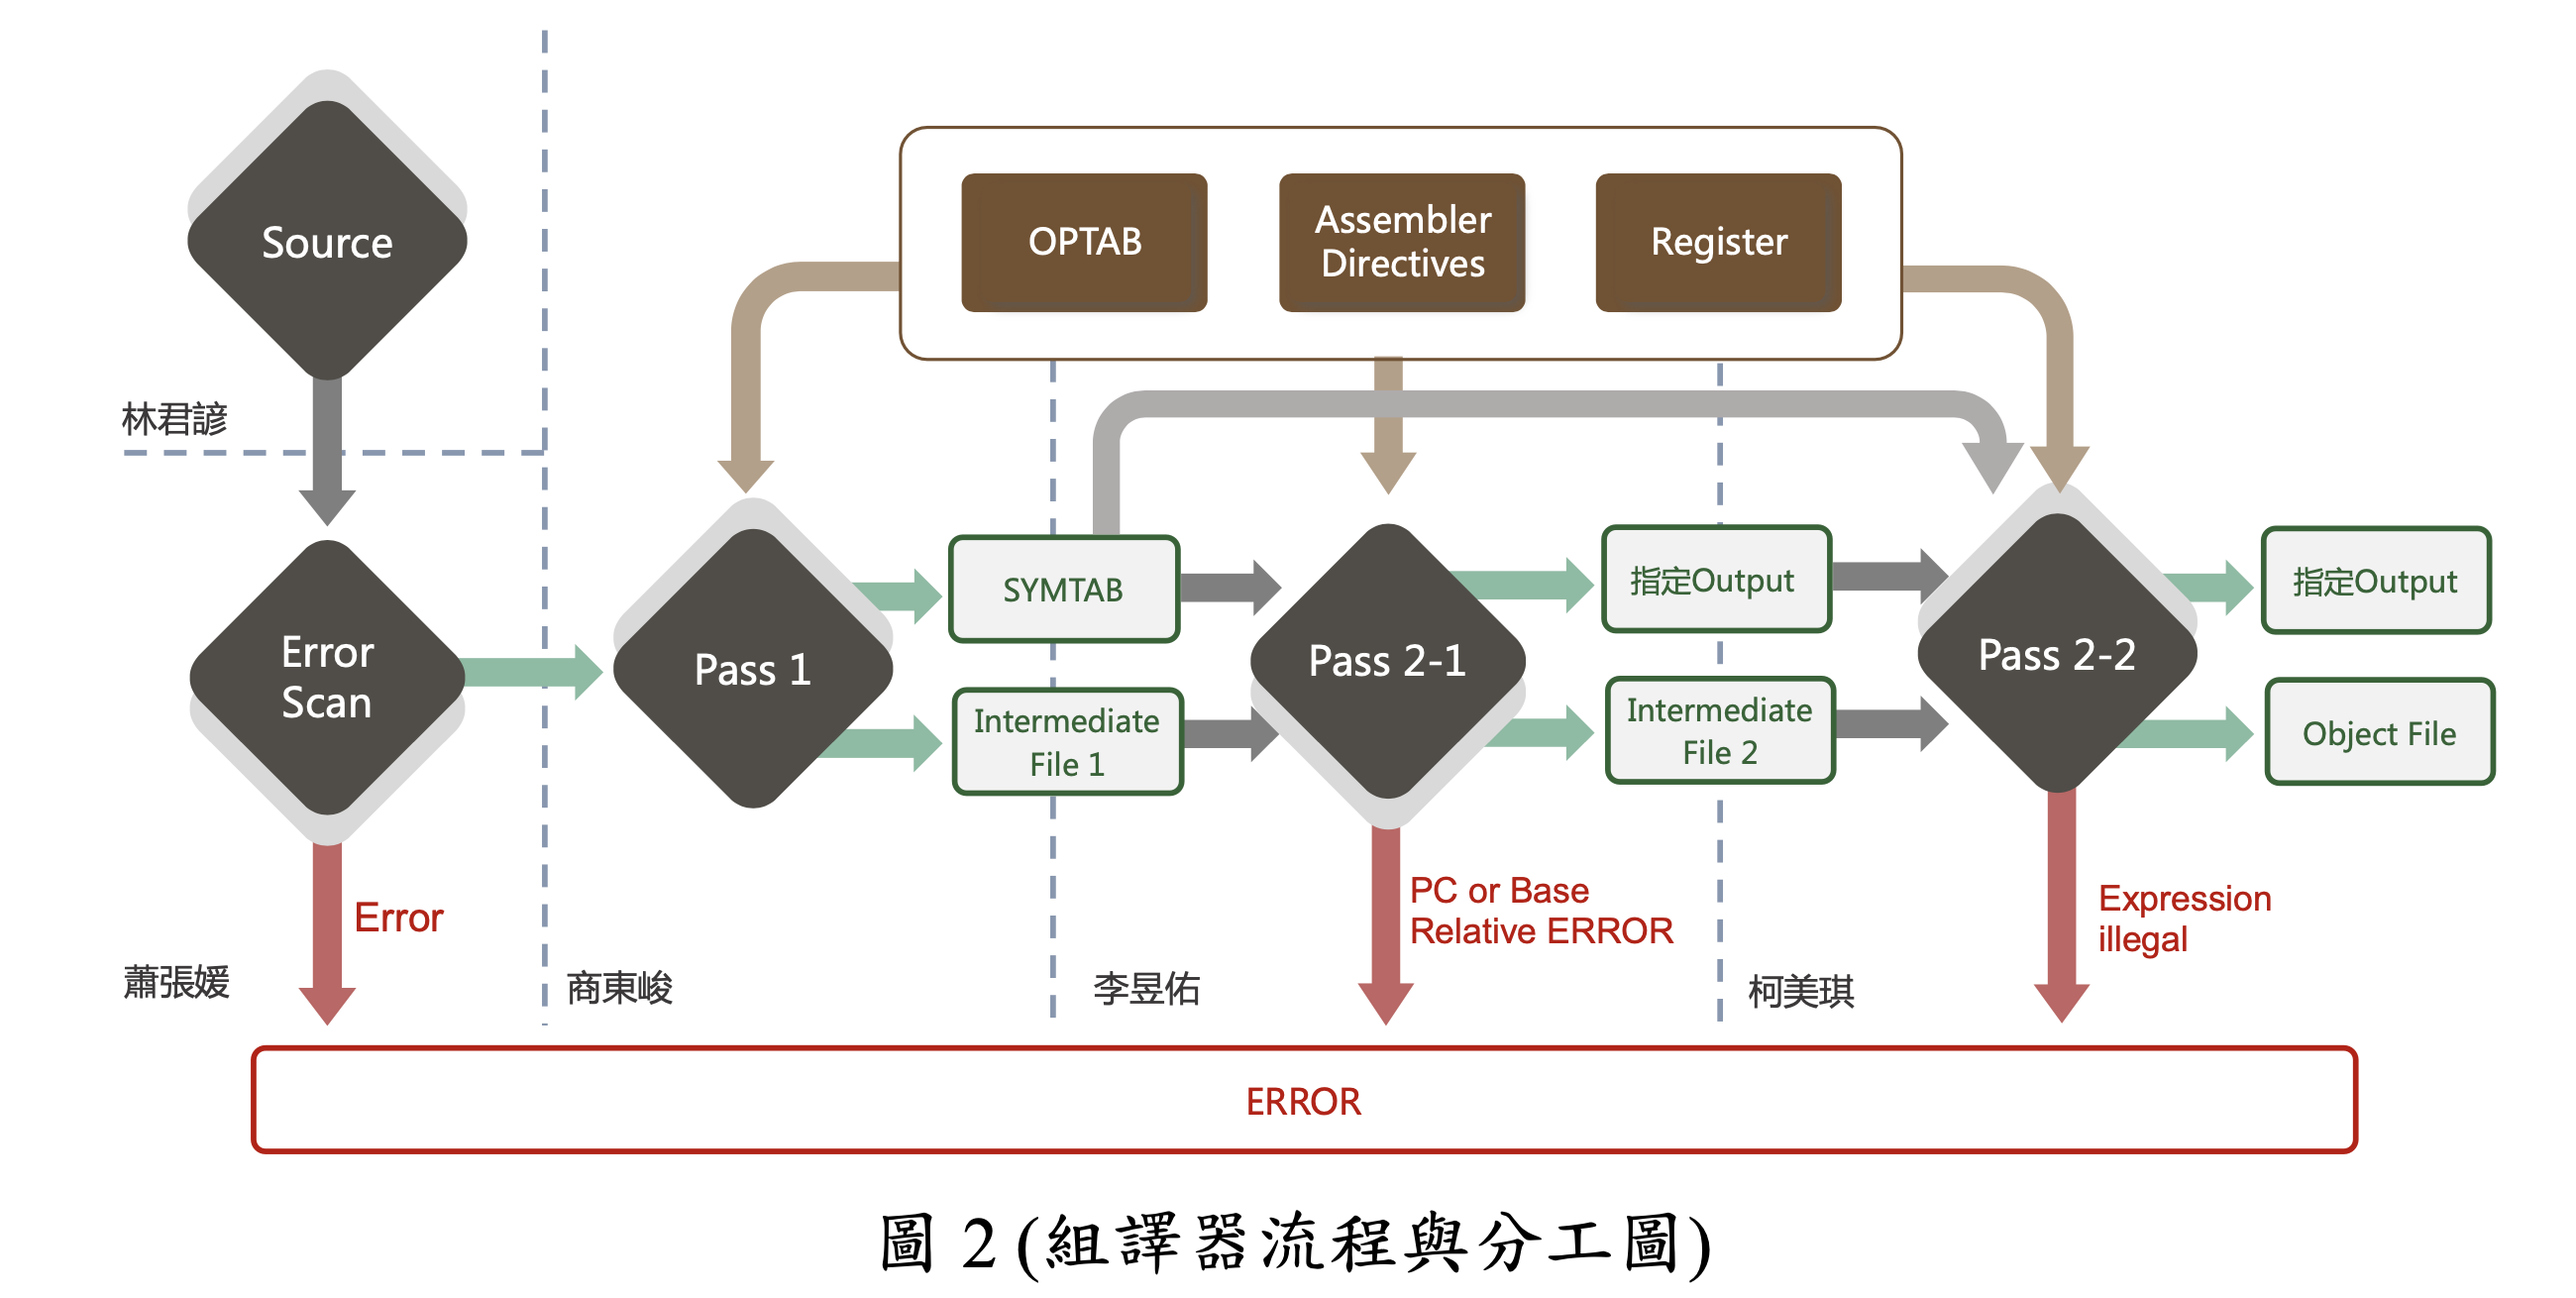 Source
林君諺
OPTAB
Assembler
Directives
Register
Error
Scan
Pass 1
SYMTAB
Intermediate
File 1
Pass 2-1
指定Output
Intermediate
File 2
Pass 2-2
指定Output
Object File
Error
PC or Base
Relative ERROR
Expression
illegal
蕭張媛
商東峻
李昱佑
柯美琪
ERROR
圖 2 (組譯器流程與分工圖)